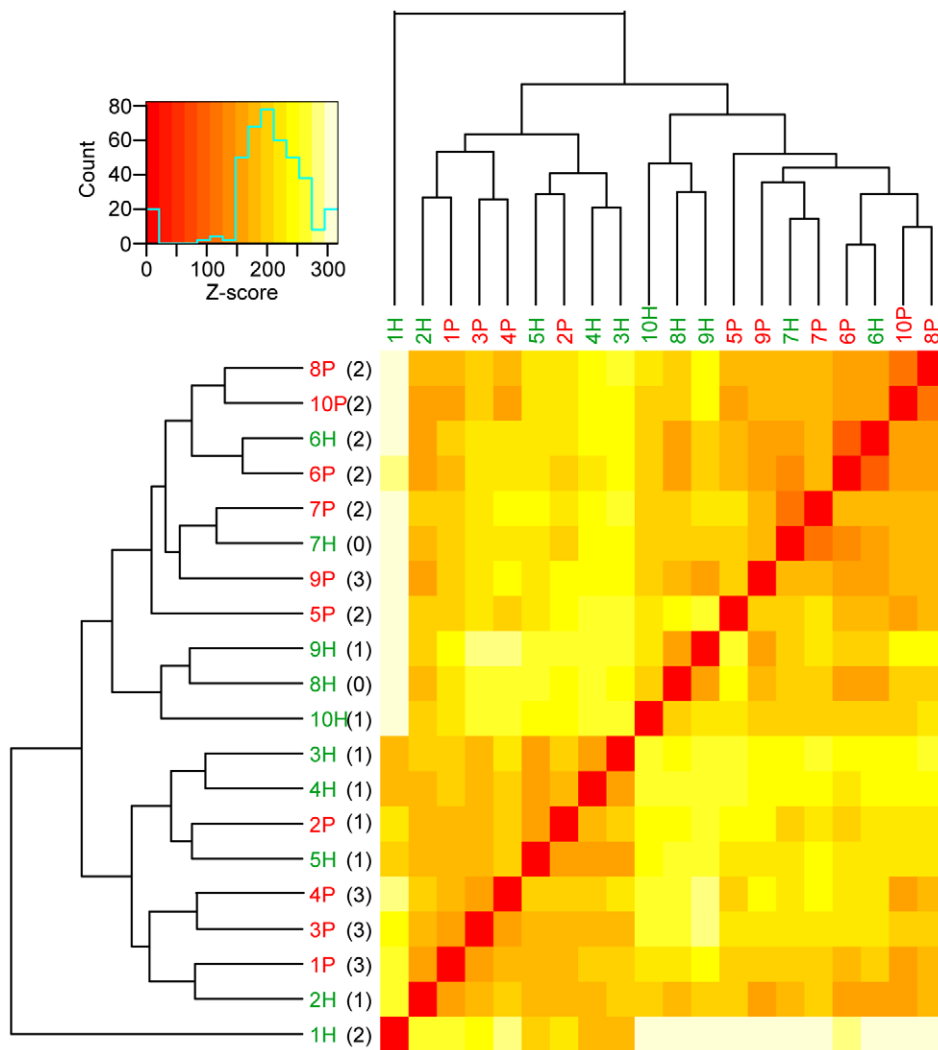 80
60
40
20
0
Count
0 100 200 300
Z-score
1H 2H 1P 3P 4P 5H 2P 4H 3H 10H 8H 9H 5P 9P 7H 7P 6P 6H 10P 8P
8P (2)
10P (2)
6H (2)
6P (2)
7P (2)
7H (0)
9P (3)
5P (2)
9H (1)
8H (0)
10H (1)
3H (1)
4H (1)
2P (1)
5H (1)
4P (3)
3P (3)
1P (3)
2H (1)
1H (2)